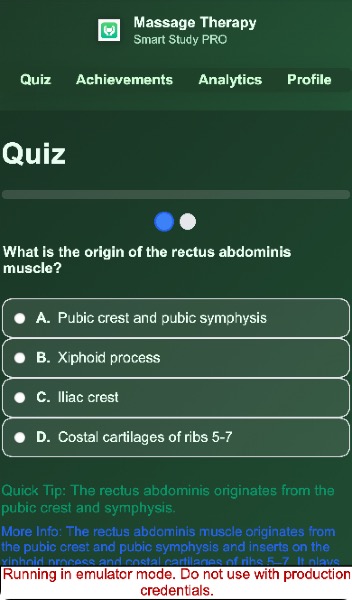 Massage Therapy
Smart Study PRO
Quiz Achievements Analytics Profile
Quiz
What is the origin of the rectus abdominis
muscle?
A. Pubic crest and pubic symphysis
B. Xiphoid process
C. Iliac crest
D. Costal cartilages of ribs 5-7
Quick Tip: The rectus abdominis originates from the
pubic crest and symphysis.
More Info: The rectus abdominis muscle originates from
the pubic crest and pubic symphysis and inserts on the
xiphoid process and costal cartilages of ribs 5–7. It plays
Running in emulator mode. Do not use with production
credentials.